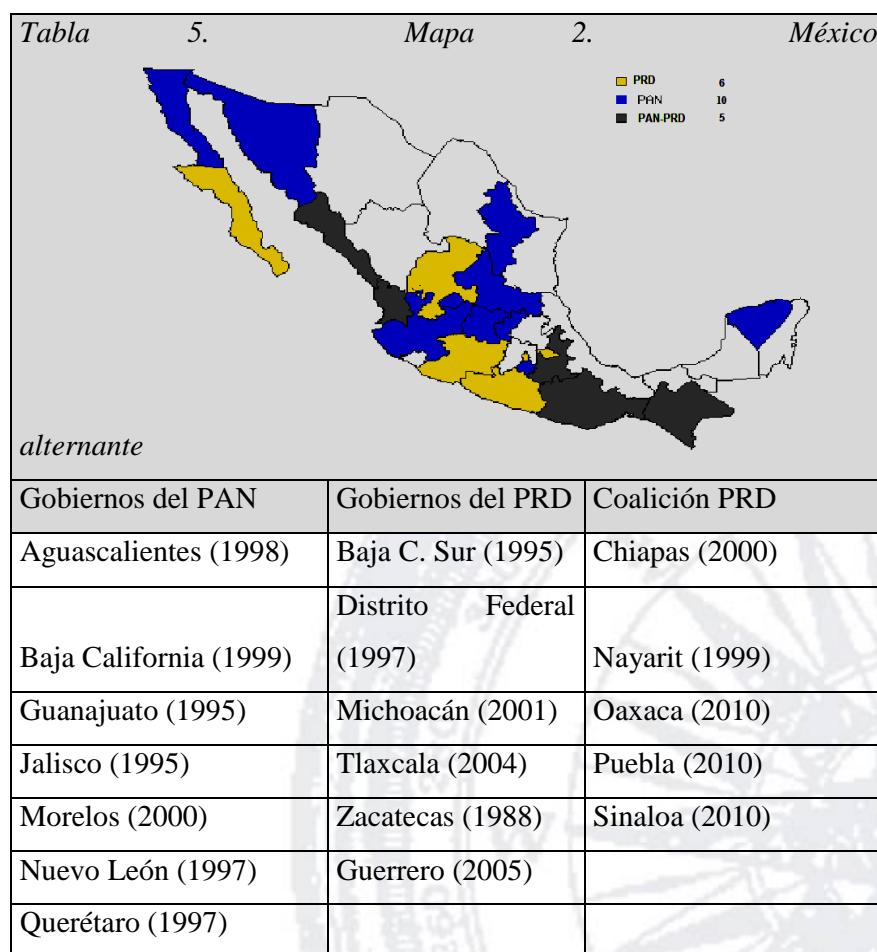 Tabla 5. Mapa 2. México
PRD 6
PAN 10
PAN-PRD 5
alternante
Gobiernos del PAN Gobiernos del PRD Coalición PRD
Aguascalientes (1998) Baja C. Sur (1995) Chiapas (2000)
Distrito Federal
Baja California (1999) (1997) Nayarit (1999)
Guanajuato (1995) Michoacán (2001) Oaxaca (2010)
Jalisco (1995) Tlaxcala (2004) Puebla (2010)
Morelos (2000) Zacatecas (1988) Sinaloa (2010)
Nuevo León (1997) Guerrero (2005)
Querétaro (1997)